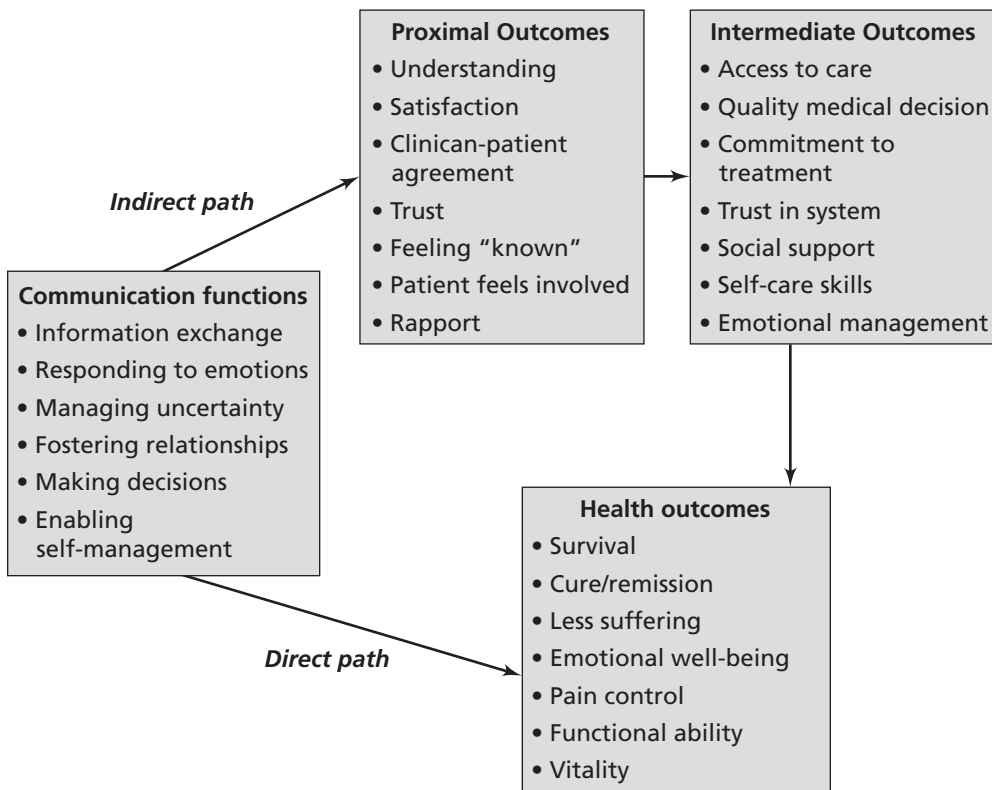 Proximal Outcomes
• Understanding
• Satisfaction
• Clinican-patient
agreement
• Trust
• Feeling “known”
• Patient feels involved
• Rapport
Intermediate Outcomes
• Access to care
• Quality medical decision
• Commitment to
treatment
• Trust in system
• Social support
• Self-care skills
• Emotional management
Indirect path
Communication functions
• Information exchange
• Responding to emotions
• Managing uncertainty
• Fostering relationships
• Making decisions
• Enabling
self-management
Direct path
Health outcomes
• Survival
• Cure/remission
• Less suffering
• Emotional well-being
• Pain control
• Functional ability
• Vitality